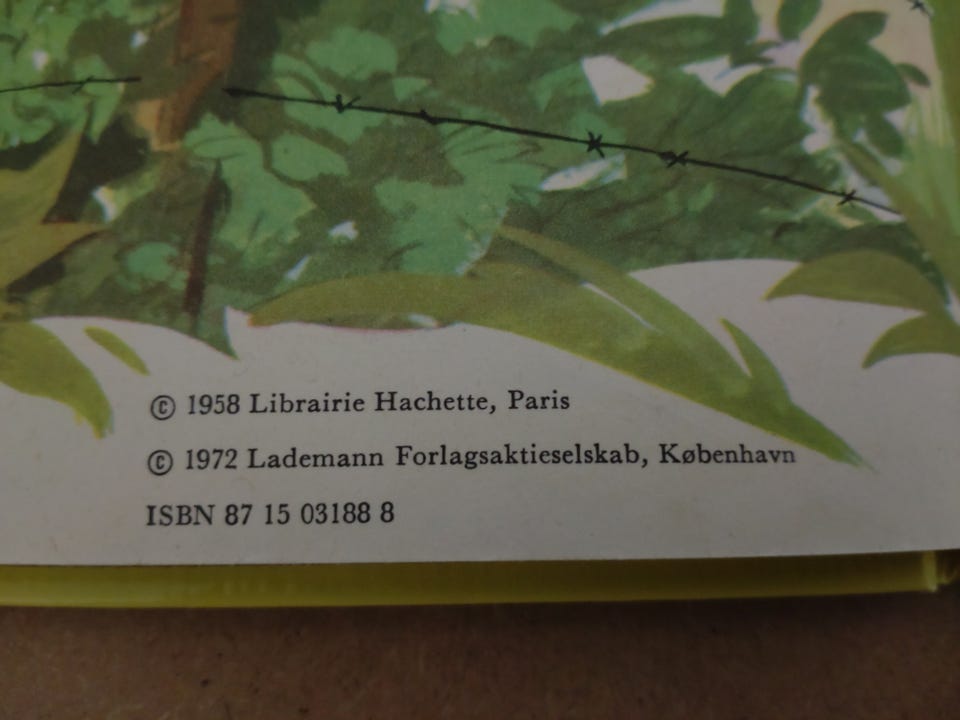 © 1958 Librairie Hachette, Paris
© 1972 Lademann Forlagsaktieselskab, København
ISBN 87 15 03188 8